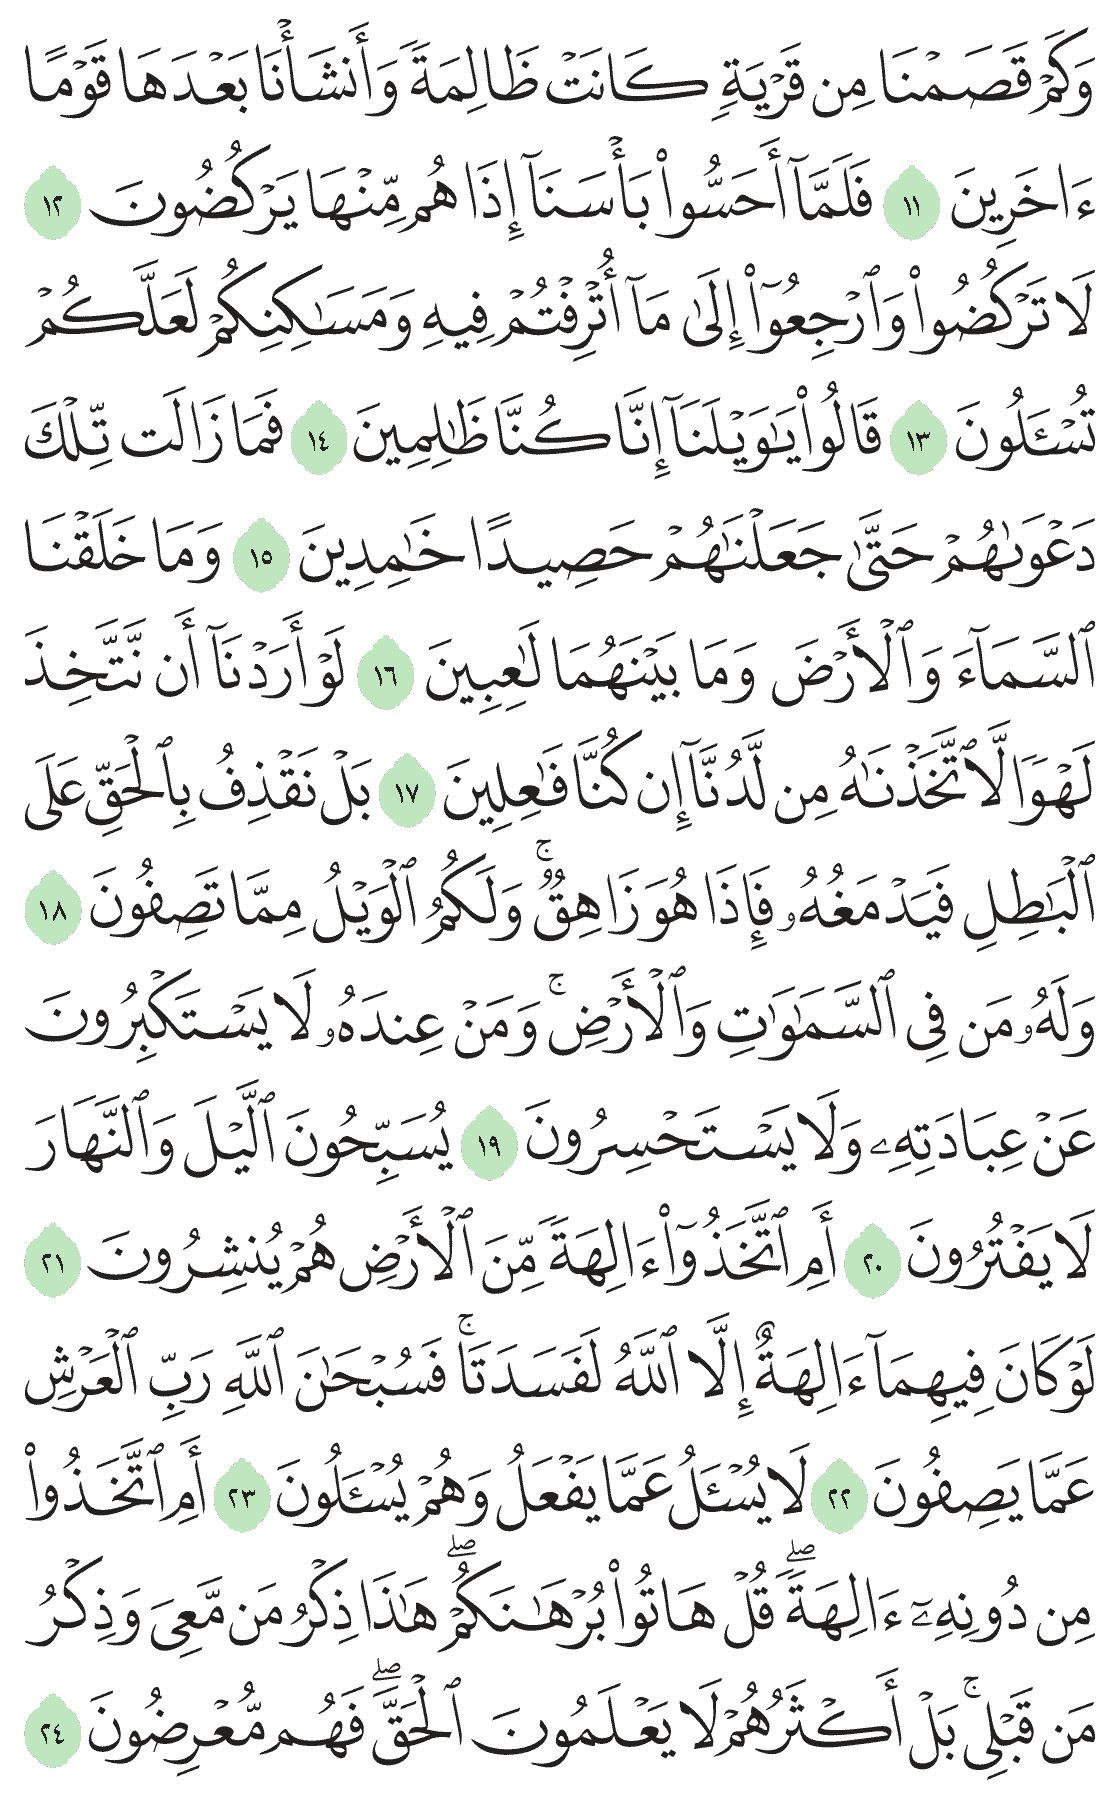 وَكَمۡ قَصَمۡنَا مِن قَرۡيَةٖ كَانَتۡ ظَالِمَةٗ وَأَنشَأۡنَا بَعۡدَهَا قَوۡمًا
ءَاخَرِينَ ١١ فَلَمَّآ أَحَسُّواْ بَأۡسَنَآ إِذَا هُم مِّنۡهَا يَرۡكُضُونَ ١٢
لَا تَرۡكُضُواْ وَٱرۡجِعُوٓاْ إِلَىٰ مَآ أُتۡرِفۡتُمۡ فِيهِ وَمَسَٰكِنِكُمۡ لَعَلَّكُمۡ
تُسۡـَٔلُونَ ١٣ قَالُواْ يَٰوَيۡلَنَآ إِنَّا كُنَّا ظَٰلِمِينَ ١٤ فَمَا زَالَت تِّلۡكَ
دَعۡوَىٰهُمۡ حَتَّىٰ جَعَلۡنَٰهُمۡ حَصِيدًا خَٰمِدِينَ ١٥ وَمَا خَلَقۡنَا
ٱلسَّمَآءَ وَٱلۡأَرۡضَ وَمَا بَيۡنَهُمَا لَٰعِبِينَ ١٦ لَوۡ أَرَدۡنَآ أَن نَّتَّخِذَ
لَهۡوٗا لَّٱتَّخَذۡنَٰهُ مِن لَّدُنَّآ إِن كُنَّا فَٰعِلِينَ ١٧ بَلۡ نَقۡذِفُ بِٱلۡحَقِّ عَلَى
ٱلۡبَٰطِلِ فَيَدۡمَغُهُۥ فَإِذَا هُوَ زَاهِقٞۚ وَلَكُمُ ٱلۡوَيۡلُ مِمَّا تَصِفُونَ ١٨
وَلَهُۥ مَن فِي ٱلسَّمَٰوَٰتِ وَٱلۡأَرۡضِۚ وَمَنۡ عِندَهُۥ لَا يَسۡتَكۡبِرُونَ
عَنۡ عِبَادَتِهِۦ وَلَا يَسۡتَحۡسِرُونَ ١٩ يُسَبِّحُونَ ٱلَّيۡلَ وَٱلنَّهَارَ
لَا يَفۡتُرُونَ ٢٠ أَمِ ٱتَّخَذُوٓاْ ءَالِهَةٗ مِّنَ ٱلۡأَرۡضِ هُمۡ يُنشِرُونَ ٢١
لَوۡ كَانَ فِيهِمَآ ءَالِهَةٌ إِلَّا ٱللَّهُ لَفَسَدَتَاۚ فَسُبۡحَٰنَ ٱللَّهِ رَبِّ ٱلۡعَرۡشِ
عَمَّا يَصِفُونَ ٢٢ لَا يُسۡـَٔلُ عَمَّا يَفۡعَلُ وَهُمۡ يُسۡـَٔلُونَ ٢٣ أَمِ ٱتَّخَذُواْ
مِن دُونِهِۦٓ ءَالِهَةٗۖ قُلۡ هَاتُواْ بُرۡهَٰنَكُمۡۖ هَٰذَا ذِكۡرُ مَن مَّعِيَ وَذِكۡرُ
مَن قَبۡلِيۚ بَلۡ أَكۡثَرُهُمۡ لَا يَعۡلَمُونَ ٱلۡحَقَّۖ فَهُم مُّعۡرِضُونَ ٢٤